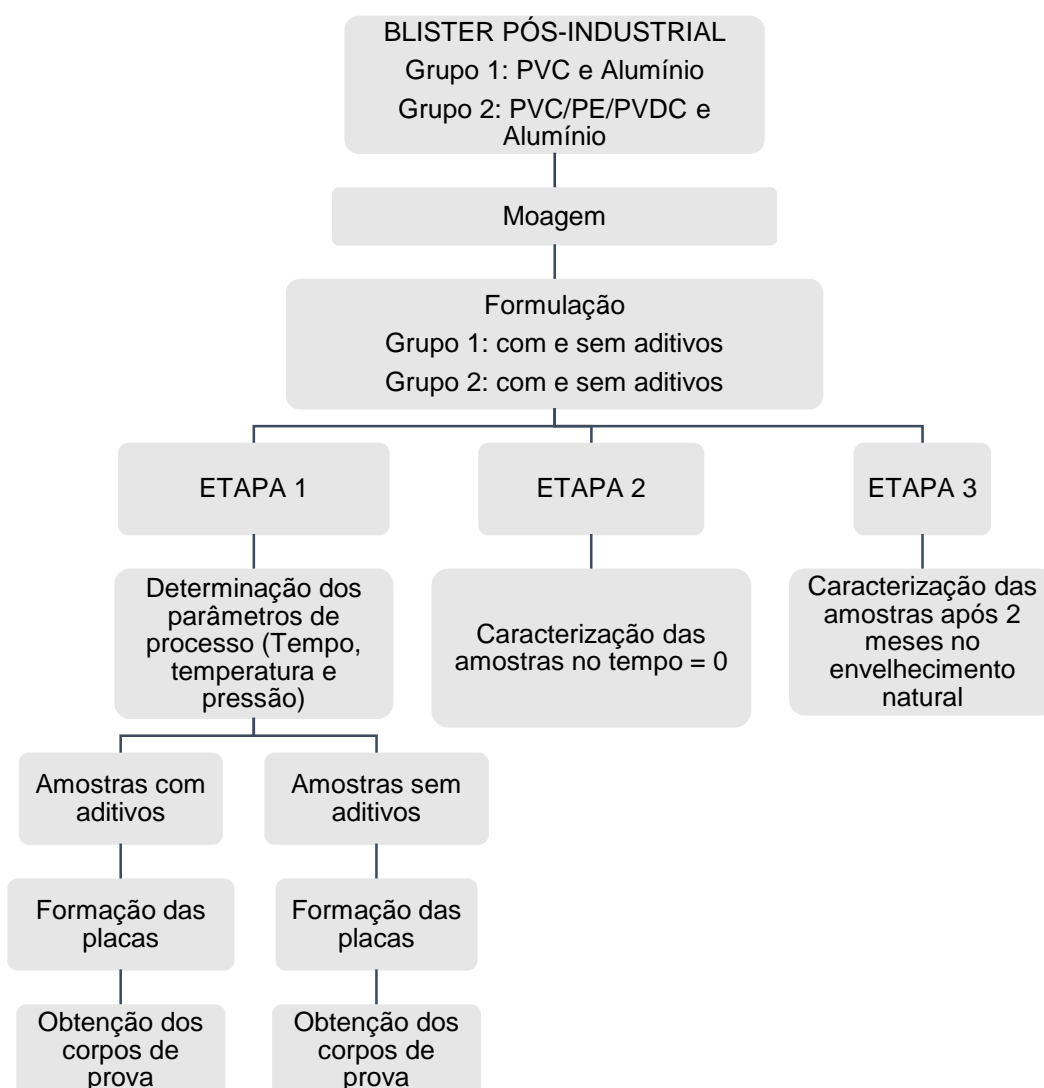 BLISTER PÓS-INDUSTRIAL
Grupo 1: PVC e Alumínio
Grupo 2: PVC/PE/PVDC e
Alumínio
Moagem
Formulação
Grupo 1: com e sem aditivos
Grupo 2: com e sem aditivos
ETAPA 1
Determinação dos
parâmetros de
processo (Tempo,
temperatura e
pressão)
Amostras com
aditivos
Formação das
placas
Obtenção dos
corpos de
prova
Amostras sem
aditivos
Formação das
placas
Obtenção dos
corpos de
prova
ETAPA 2
Caracterização das
amostras no tempo = 0
ETAPA 3
Caracterização das
amostras após 2
meses no
envelhecimento
natural